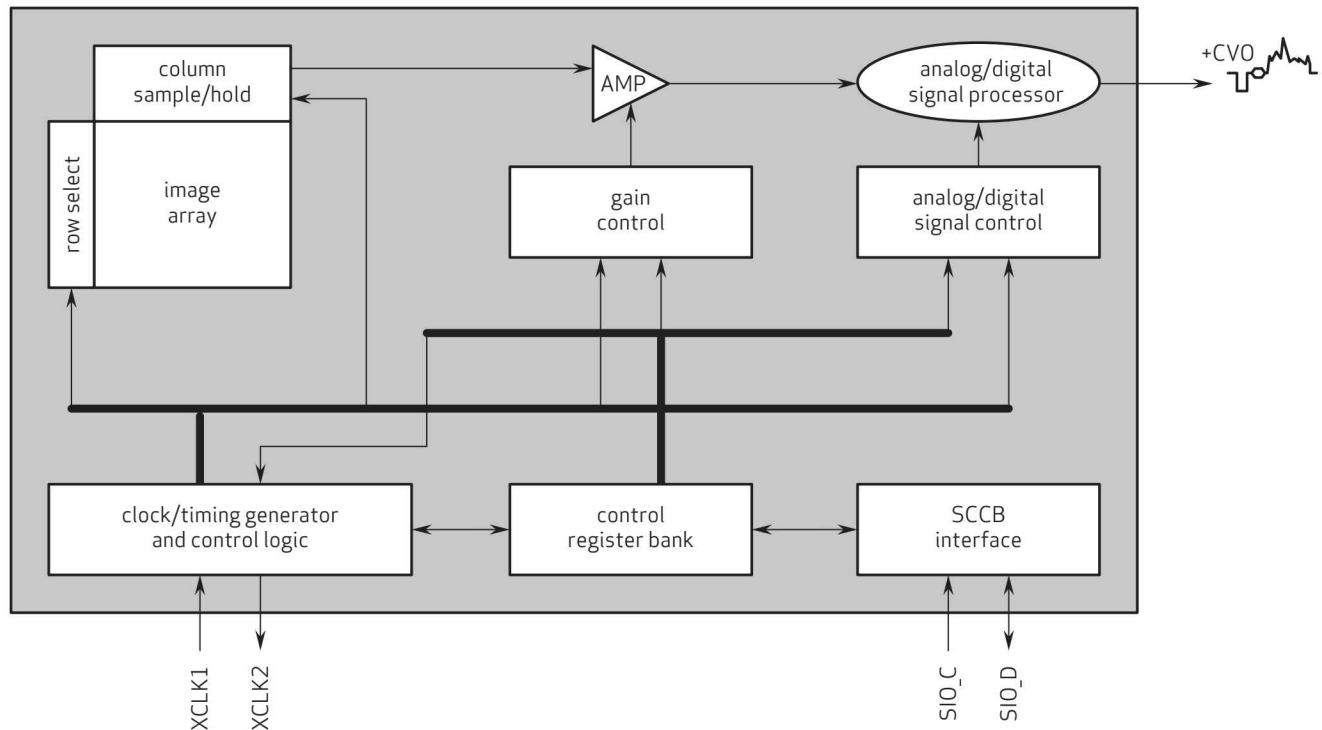 column
sample/hold
AMP
analog/digital
signal processor
+CVO
row select
image
array
gain
control
analog/digital
signal control
clock/timing generator
and control logic
control
register bank
SCCB
interface
XCLK1
XCLK2
SIO_C
SIO_D